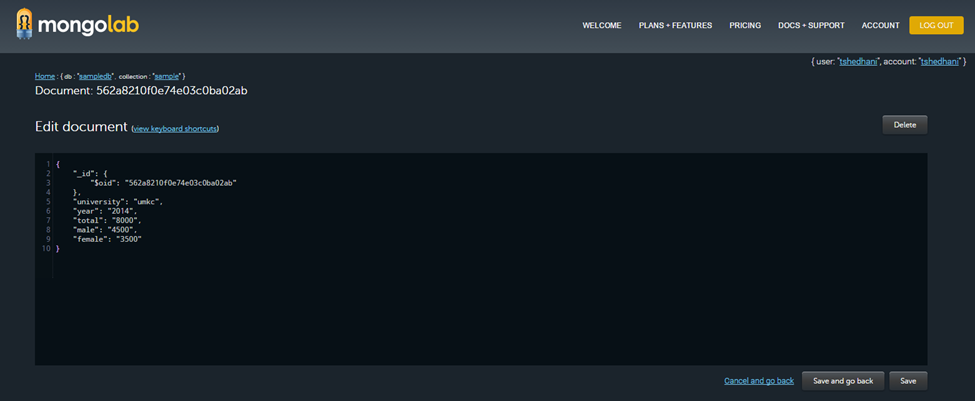 mongolab
WELCOME PLANS + FEATURES PRICING DOCS + SUPPORT ACCOUNT LOG OUT
{ user: "tshedhani", account: "tshedhani" }
Home : { db : "sampledb", collection : "sample" }
Document: 562a8210f0e74e03c0ba02ab
Edit document (view keyboard shortcuts)
Delete
1 {
2 "_id": {
3 "$oid": "562a8210f0e74e03c0ba02ab"
4 },
5 "university": "umkc",
6 "year": "2014",
7 "total": "8000",
8 "male": "4500",
9 "female": "3500"
10 }
Cancel and go back Save and go back Save